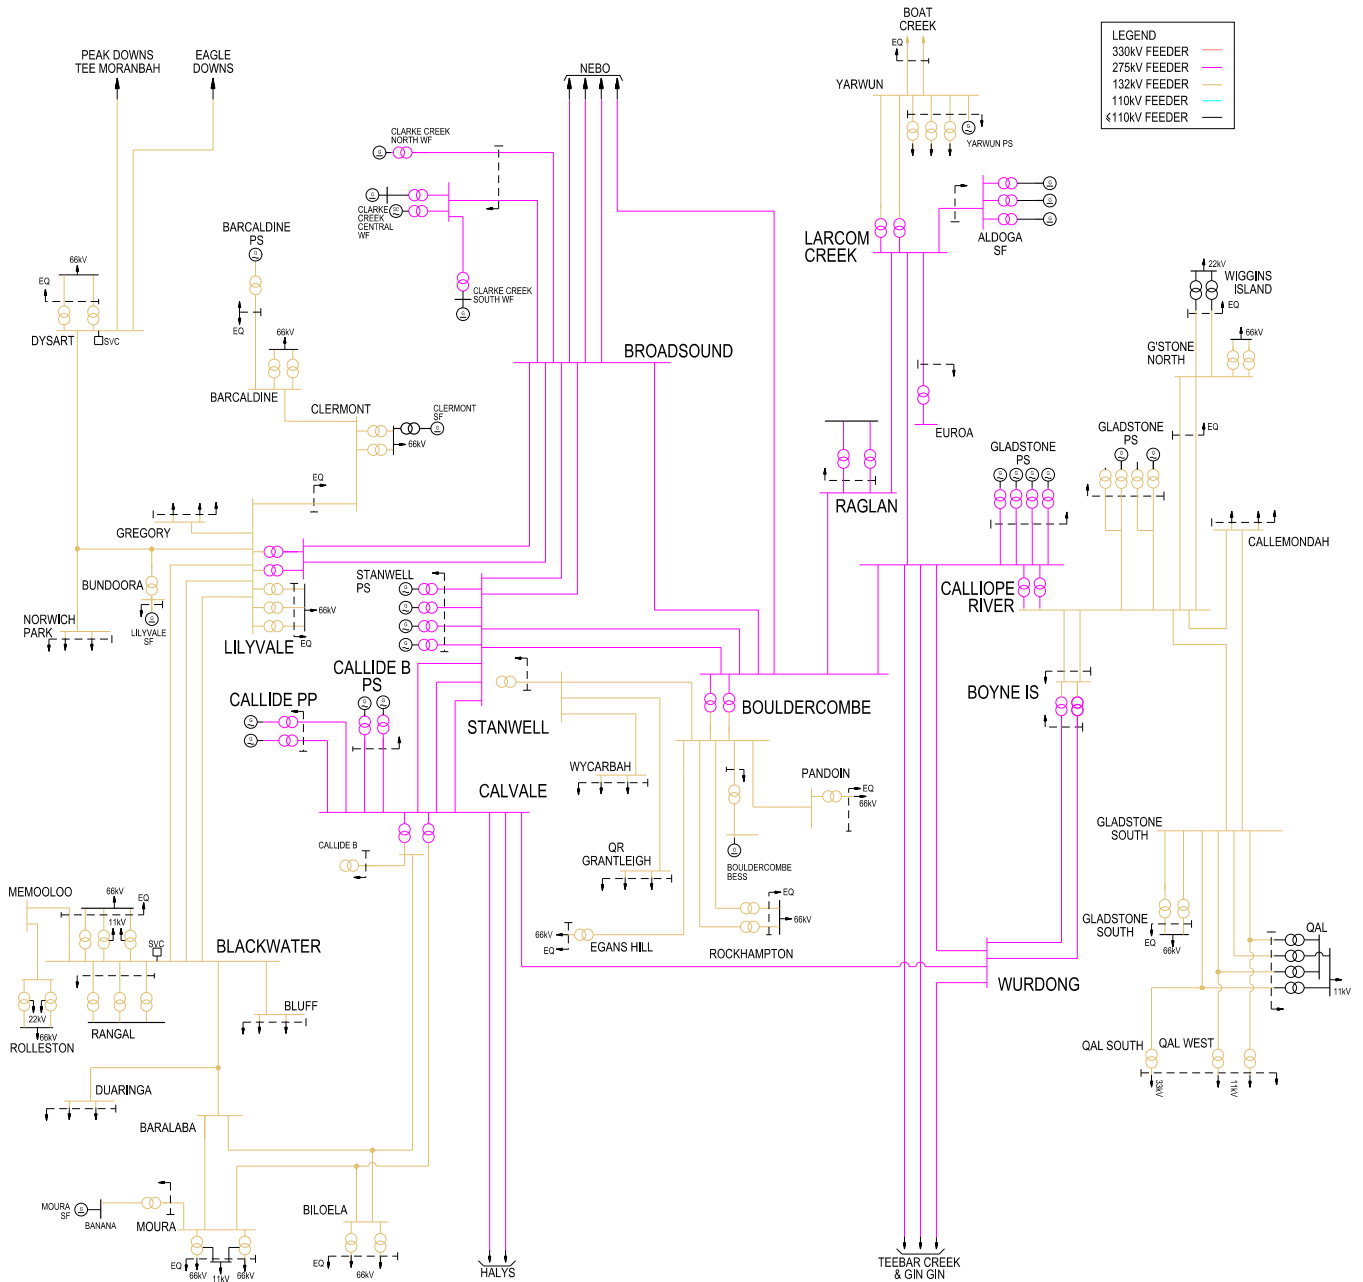 BOAT
CREEK
EQ
YARWUN
YARWUN PS
LEGEND
330kV FEEDER
275kV FEEDER
132kV FEEDER
110kV FEEDER
≤110kV FEEDER
PEAK DOWNS
TEE MORANBAH
EAGLE
DOWNS
NEBO
CLARKE CREEK
NORTH WF
CLARKE
CREEK
CENTRAL
WF
CLARKE CREEK
SOUTH WF
BARCALDINE
PS
EQ
66kV
BARCALDINE
66kV
EQ
DYSART
SVC
LARCOM
CREEK
ALDOGA
SF
22kV
WIGGINS
ISLAND
EQ
G'STONE
NORTH
66kV
BROADSOUND
CLERMONT
CLERMONT
SF
66kV
EQ
EUROA
GLADSTONE
PS
GLADSTONE
PS
EQ
RAGLAN
GREGORY
BUNDOORA
LILYVALE
SF
NORWICH
PARK
LILYVALE
66kV
EQ
STANWELL
PS
CALLEMONDAH
CALLIOPE
RIVER
CALLIDE B
PS
CALLIDE PP
STANWELL
BOULDERCOMBE
BOYNE IS
WYCARBAH
PANDOIN
EQ
66kV
CALVALE
CALLIDE B
QR
GRANTLEIGH
BOULDERCOMBE
BESS
GLADSTONE
SOUTH
MEMOOLOO
66kV
EQ
11kV
SVC
BLACKWATER
66kV
EQ
EGANS HILL
ROCKHAMPTON
EQ
66kV
GLADSTONE
SOUTH
EQ
66kV
QAL
11kV
WURDONG
22kV
66kV
ROLLESTON
RANGAL
BLUFF
QAL SOUTH
QAL WEST
33kV
11kV
DUARINGA
BARALABA
MOURA
SF
BANANA
MOURA
BILOELA
EQ
66kV
11kV
66kV
EQ
66kV
66kV
HALYS
TEEBAR CREEK
& GIN GIN